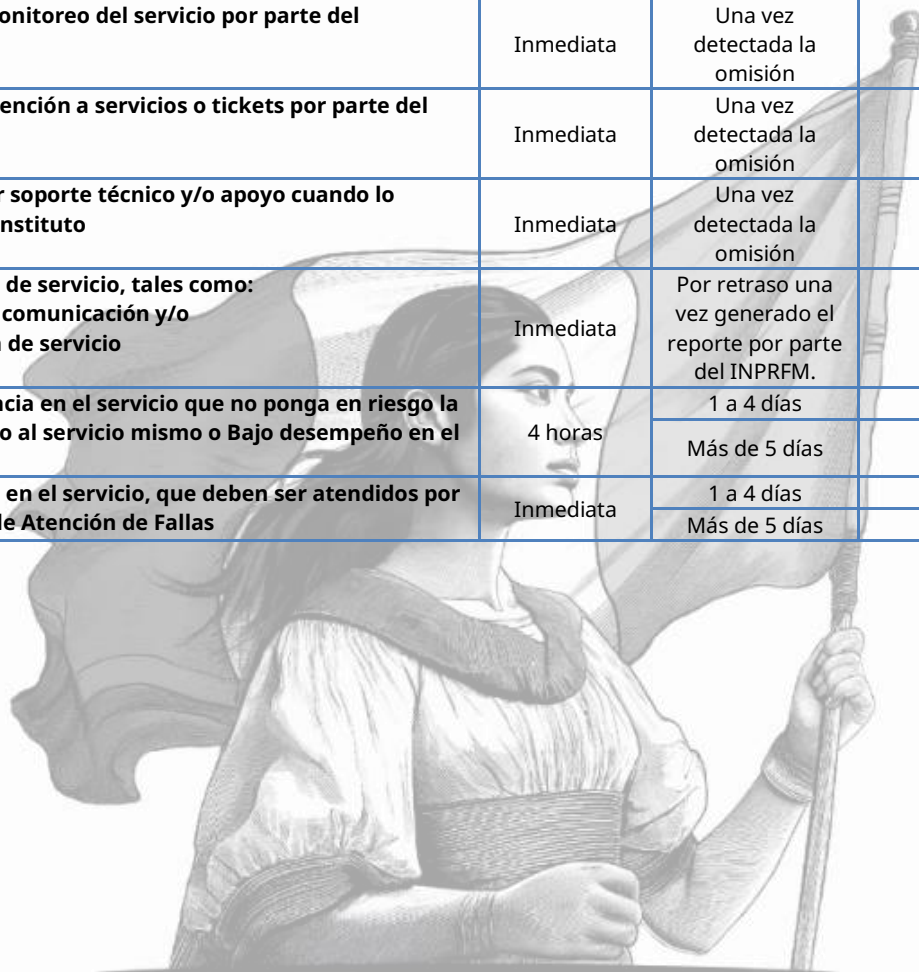 onitoreo del servicio por parte del
Inmediata
Una vez
detectada la
omisión
ención a servicios o tickets por parte del
Inmediata
Una vez
detectada la
omisión
r soporte técnico y/o apoyo cuando lo
nstituto
Inmediata
Una vez
detectada la
omisión
de servicio, tales como:
comunicación y/o
de servicio
Inmediata
Por retraso una
vez generado el
reporte por parte
del INPRFM.
ncia en el servicio que no ponga en riesgo la
o al servicio mismo o Bajo desempeño en el
4 horas
1 a 4 días
Más de 5 días
en el servicio, que deben ser atendidos por
de Atención de Fallas
Inmediata
1 a 4 días
Más de 5 días